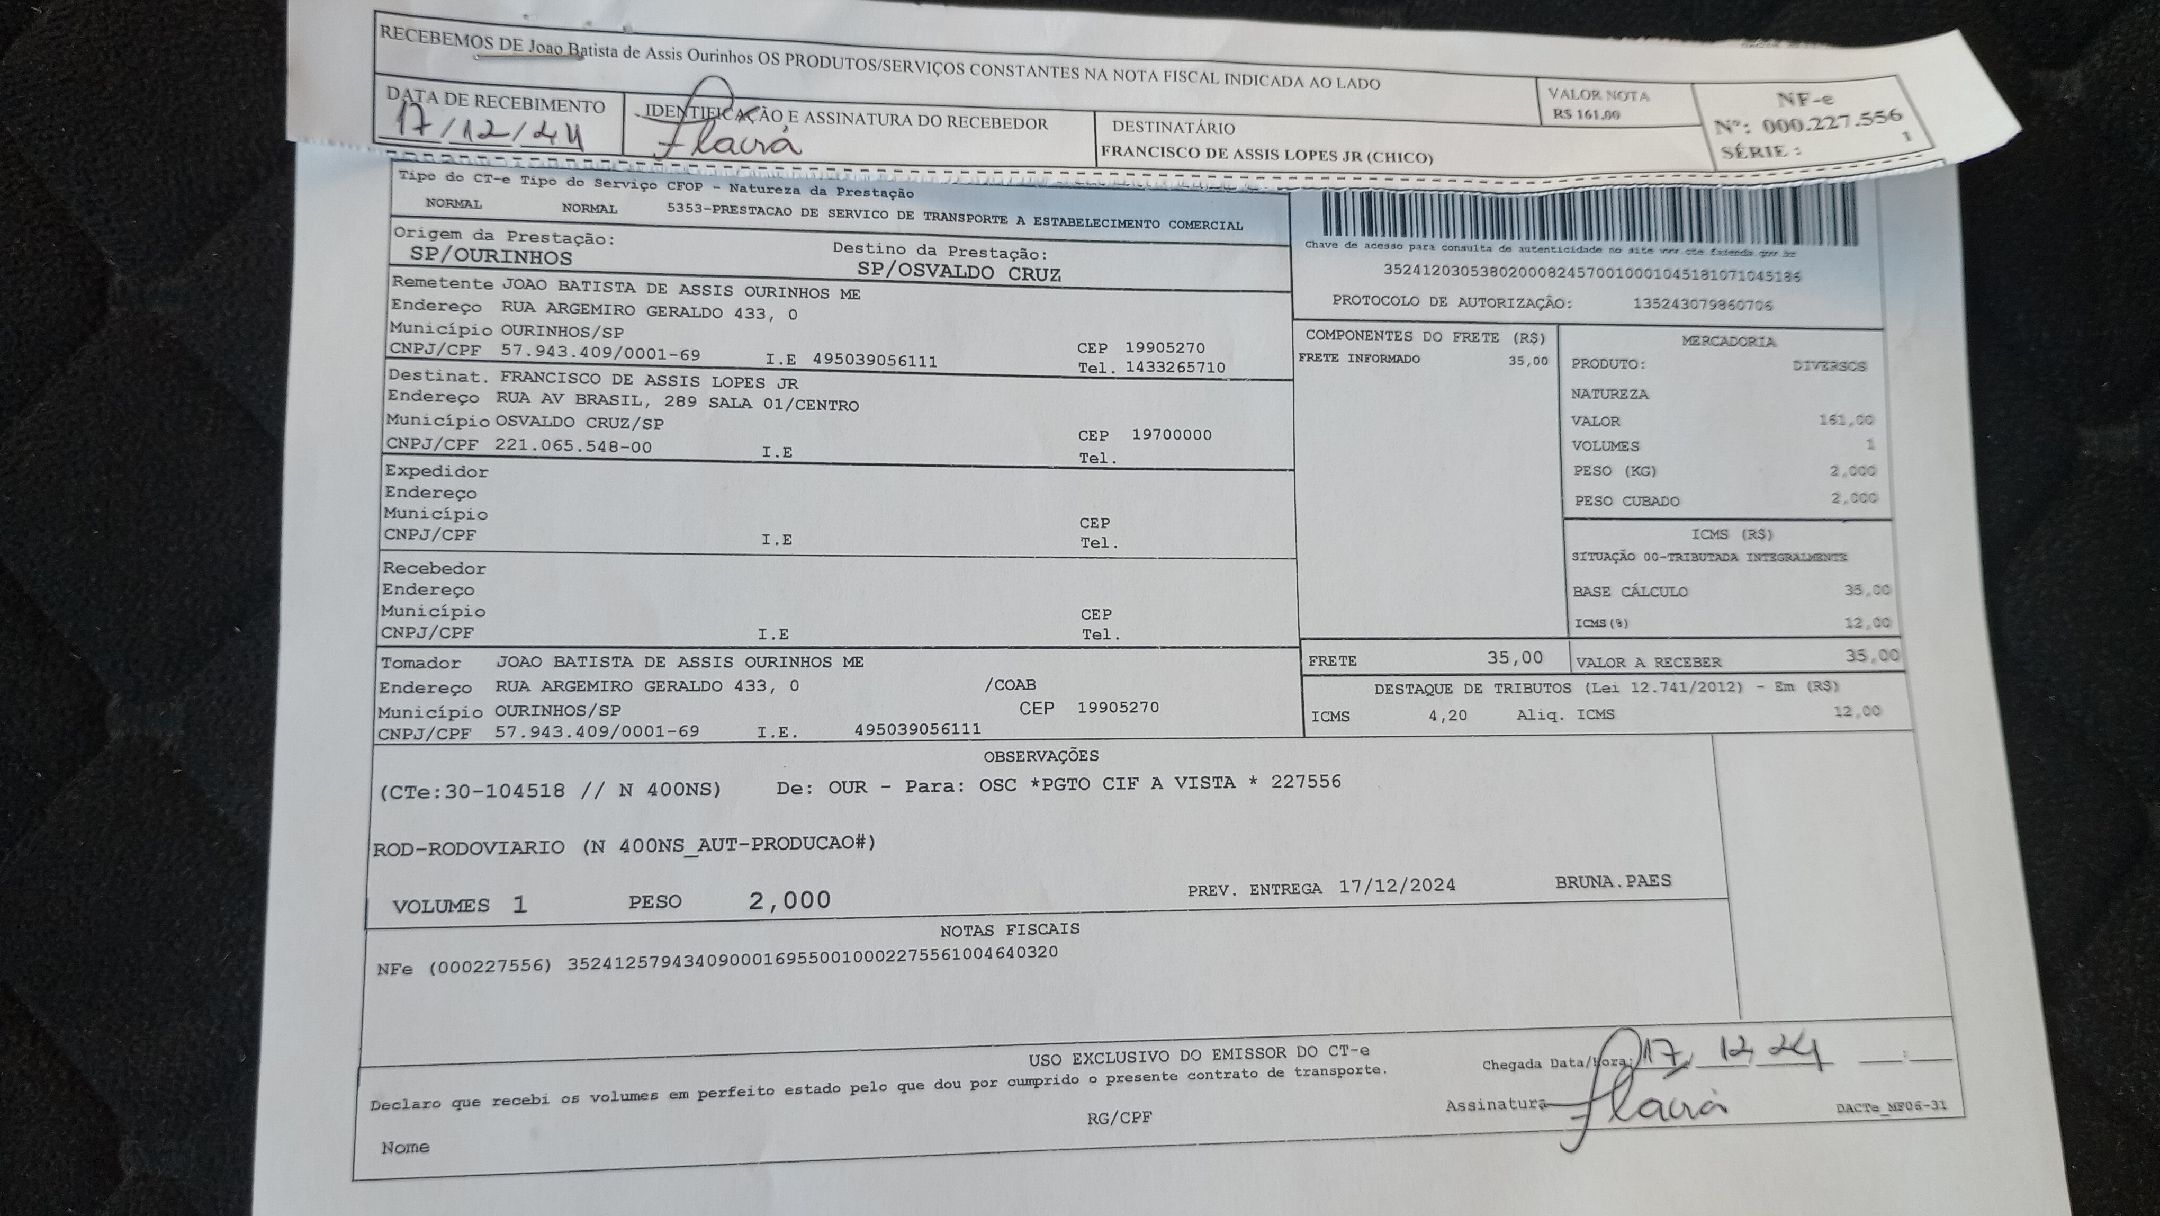 RECEBEMOS DE Joao Batista de Assis Ourinhos OS PRODUTOS/SERVIÇOS CONSTANTES NA NOTA FISCAL INDICADA AO LADO
DATA DE RECEBIMENTO
17/12/24
IDENTIFICAÇÃO E ASSINATURA DO RECEBEDOR
Flavia
DESTINATÁRIO
FRANCISCO DE ASSIS LOPES JR (CHICO)
VALOR NOTA
R$ 161,00
NF-e
Nº: 000.227.556
SÉRIE : 1
Tipo do CT-e Tipo do Serviço CFOP - Natureza da Prestação
NORMAL NORMAL 5353-PRESTACAO DE SERVICO DE TRANSPORTE A ESTABELECIMENTO COMERCIAL
Origem da Prestação: Destino da Prestação:
SP/OURINHOS SP/OSVALDO CRUZ
Chave de acesso para consulta de autenticidade no site
35241203053802000824570010001045181071045186
PROTOCOLO DE AUTORIZAÇÃO: 135243079860706
Remetente JOAO BATISTA DE ASSIS OURINHOS ME
Endereço RUA ARGEMIRO GERALDO 433, 0
Município OURINHOS/SP CEP 19905270
CNPJ/CPF 57.943.409/0001-69 I.E 495039056111 Tel. 1433265710
Destinat. FRANCISCO DE ASSIS LOPES JR
Endereço RUA AV BRASIL, 289 SALA 01/CENTRO
Município OSVALDO CRUZ/SP CEP 19700000
CNPJ/CPF 221.065.548-00 I.E Tel.
Expedidor
Endereço
Município CEP
CNPJ/CPF I.E Tel.
Recebedor
Endereço
Município CEP
CNPJ/CPF I.E Tel.
Tomador JOAO BATISTA DE ASSIS OURINHOS ME
Endereço RUA ARGEMIRO GERALDO 433, 0 /COAB
Município OURINHOS/SP CEP 19905270
CNPJ/CPF 57.943.409/0001-69 I.E. 495039056111
COMPONENTES DO FRETE (R$)
FRETE INFORMADO 35,00
MERCADORIA
PRODUTO: DIVERSOS
NATUREZA
VALOR 161,00
VOLUMES 1
PESO (KG) 2,000
PESO CUBADO 2,000
ICMS (R$)
SITUAÇÃO 00-TRIBUTADA INTEGRALMENTE
BASE CÁLCULO 35,00
ICMS(%) 12,00
FRETE 35,00 VALOR A RECEBER 35,00
DESTAQUE DE TRIBUTOS (Lei 12.741/2012) - Em (R$)
ICMS 4,20 Aliq. ICMS 12,00
OBSERVAÇÕES
(CTe:30-104518 // N 400NS) De: OUR - Para: OSC *PGTO CIF A VISTA * 227556
ROD-RODOVIARIO (N 400NS_AUT-PRODUCAO#)
VOLUMES 1 PESO 2,000 PREV. ENTREGA 17/12/2024 BRUNA.PAES
NOTAS FISCAIS
NFe (000227556) 35241257943409000169550010002275561004640320
USO EXCLUSIVO DO EMISSOR DO CT-e
Declaro que recebi os volumes em perfeito estado pelo que dou por cumprido o presente contrato de transporte.
Chegada Data/Hora: 17/12/24 __:__
Nome RG/CPF Assinatura Flavia DACTe_MF06-31